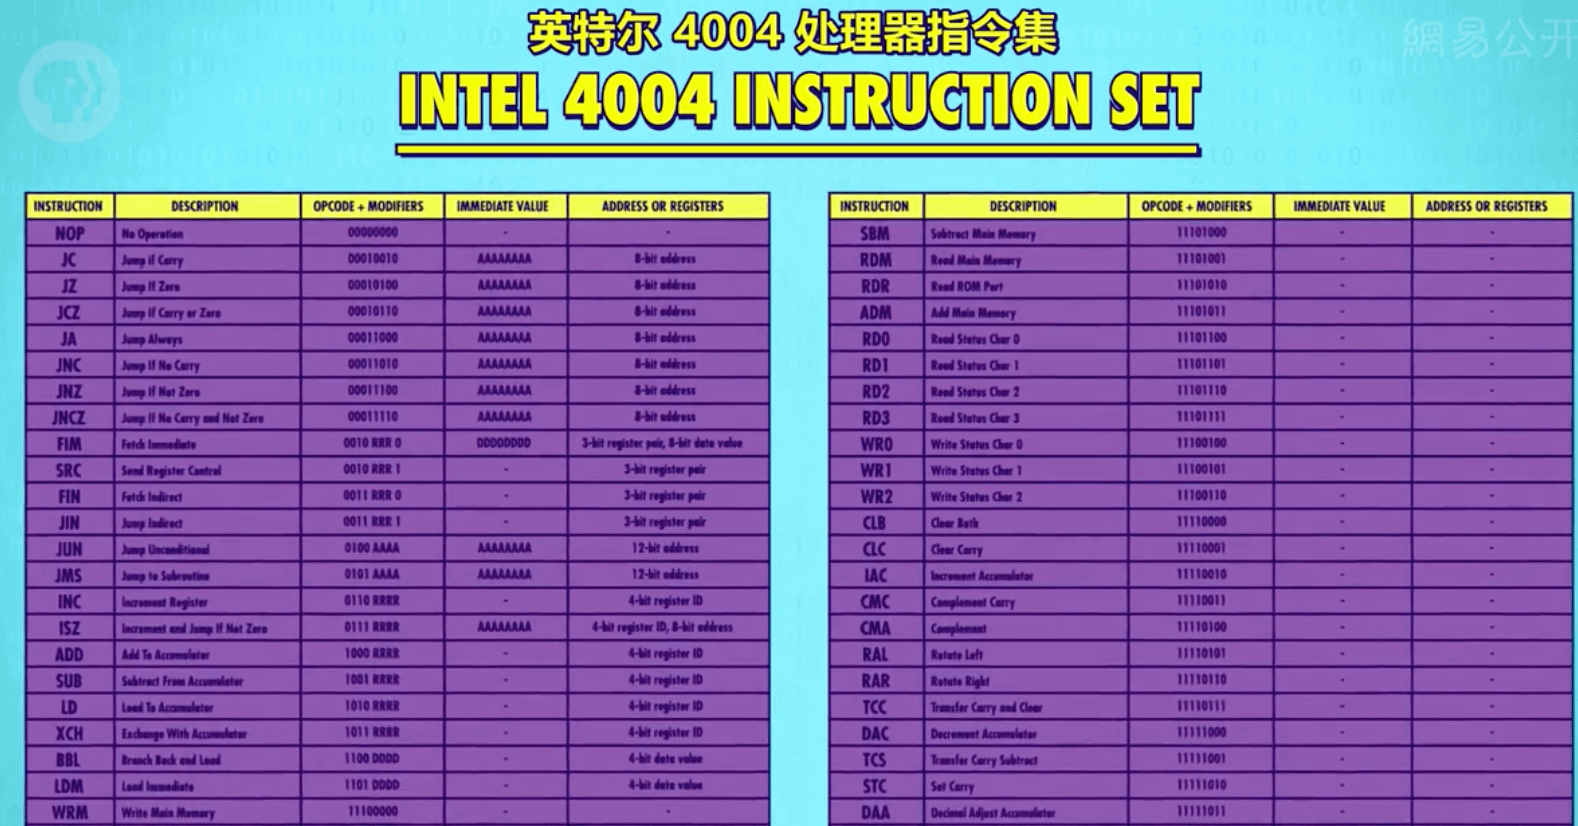 英特尔 4004 处理器指令集
網易公开
INTEL 4004 INSTRUCTION SET
INSTRUCTION DESCRIPTION OPCODE + MODIFIERS IMMEDIATE VALUE ADDRESS OR REGISTERS
NOP No Operation 00000000 - -
JC Jump if Carry 00010010 AAAAAAAA 8-bit address
JZ Jump If Zero 00010100 AAAAAAAA 8-bit address
JCZ Jump if Carry or Zero 00010110 AAAAAAAA 8-bit address
JA Jump Always 00011000 AAAAAAAA 8-bit address
JNC Jump If No Carry 00011010 AAAAAAAA 8-bit address
JNZ Jump If Not Zero 00011100 AAAAAAAA 8-bit address
JNCZ Jump If No Carry and Not Zero 00011110 AAAAAAAA 8-bit address
FIM Fetch Immediate 0010 RRR 0 DDDDDDDD 3-bit register pair, 8-bit data value
SRC Send Register Control 0010 RRR 1 - 3-bit register pair
FIN Fetch Indirect 0011 RRR 0 - 3-bit register pair
JIN Jump Indirect 0011 RRR 1 - 3-bit register pair
JUN Jump Unconditional 0100 AAAA AAAAAAAA 12-bit address
JMS Jump to Subroutine 0101 AAAA AAAAAAAA 12-bit address
INC Increment Register 0110 RRRR - 4-bit register ID
ISZ Increment and Jump If Not Zero 0111 RRRR AAAAAAAA 4-bit register ID, 8-bit address
ADD Add To Accumulator 1000 RRRR - 4-bit register ID
SUB Subtract From Accumulator 1001 RRRR - 4-bit register ID
LD Load To Accumulator 1010 RRRR - 4-bit register ID
XCH Exchange With Accumulator 1011 RRRR - 4-bit register ID
BBL Branch Back and Load 1100 DDDD - 4-bit data value
LDM Load Immediate 1101 DDDD - 4-bit data value
WRM Write Main Memory 11100000 - -
INSTRUCTION DESCRIPTION OPCODE + MODIFIERS IMMEDIATE VALUE ADDRESS OR REGISTERS
SBM Subtract Main Memory 11101000 - -
RDM Read Main Memory 11101001 - -
RDR Read ROM Port 11101010 - -
ADM Add Main Memory 11101011 - -
RD0 Read Status Char 0 11101100 - -
RD1 Read Status Char 1 11101101 - -
RD2 Read Status Char 2 11101110 - -
RD3 Read Status Char 3 11101111 - -
WR0 Write Status Char 0 11100100 - -
WR1 Write Status Char 1 11100101 - -
WR2 Write Status Char 2 11100110 - -
CLB Clear Both 11110000 - -
CLC Clear Carry 11110001 - -
IAC Increment Accumulator 11110010 - -
CMC Complement Carry 11110011 - -
CMA Complement 11110100 - -
RAL Rotate Left 11110101 - -
RAR Rotate Right 11110110 - -
TCC Transfer Carry and Clear 11110111 - -
DAC Decrement Accumulator 11111000 - -
TCS Transfer Carry Subtract 11111001 - -
STC Set Carry 11111010 - -
DAA Decimal Adjust Accumulator 11111011 - -